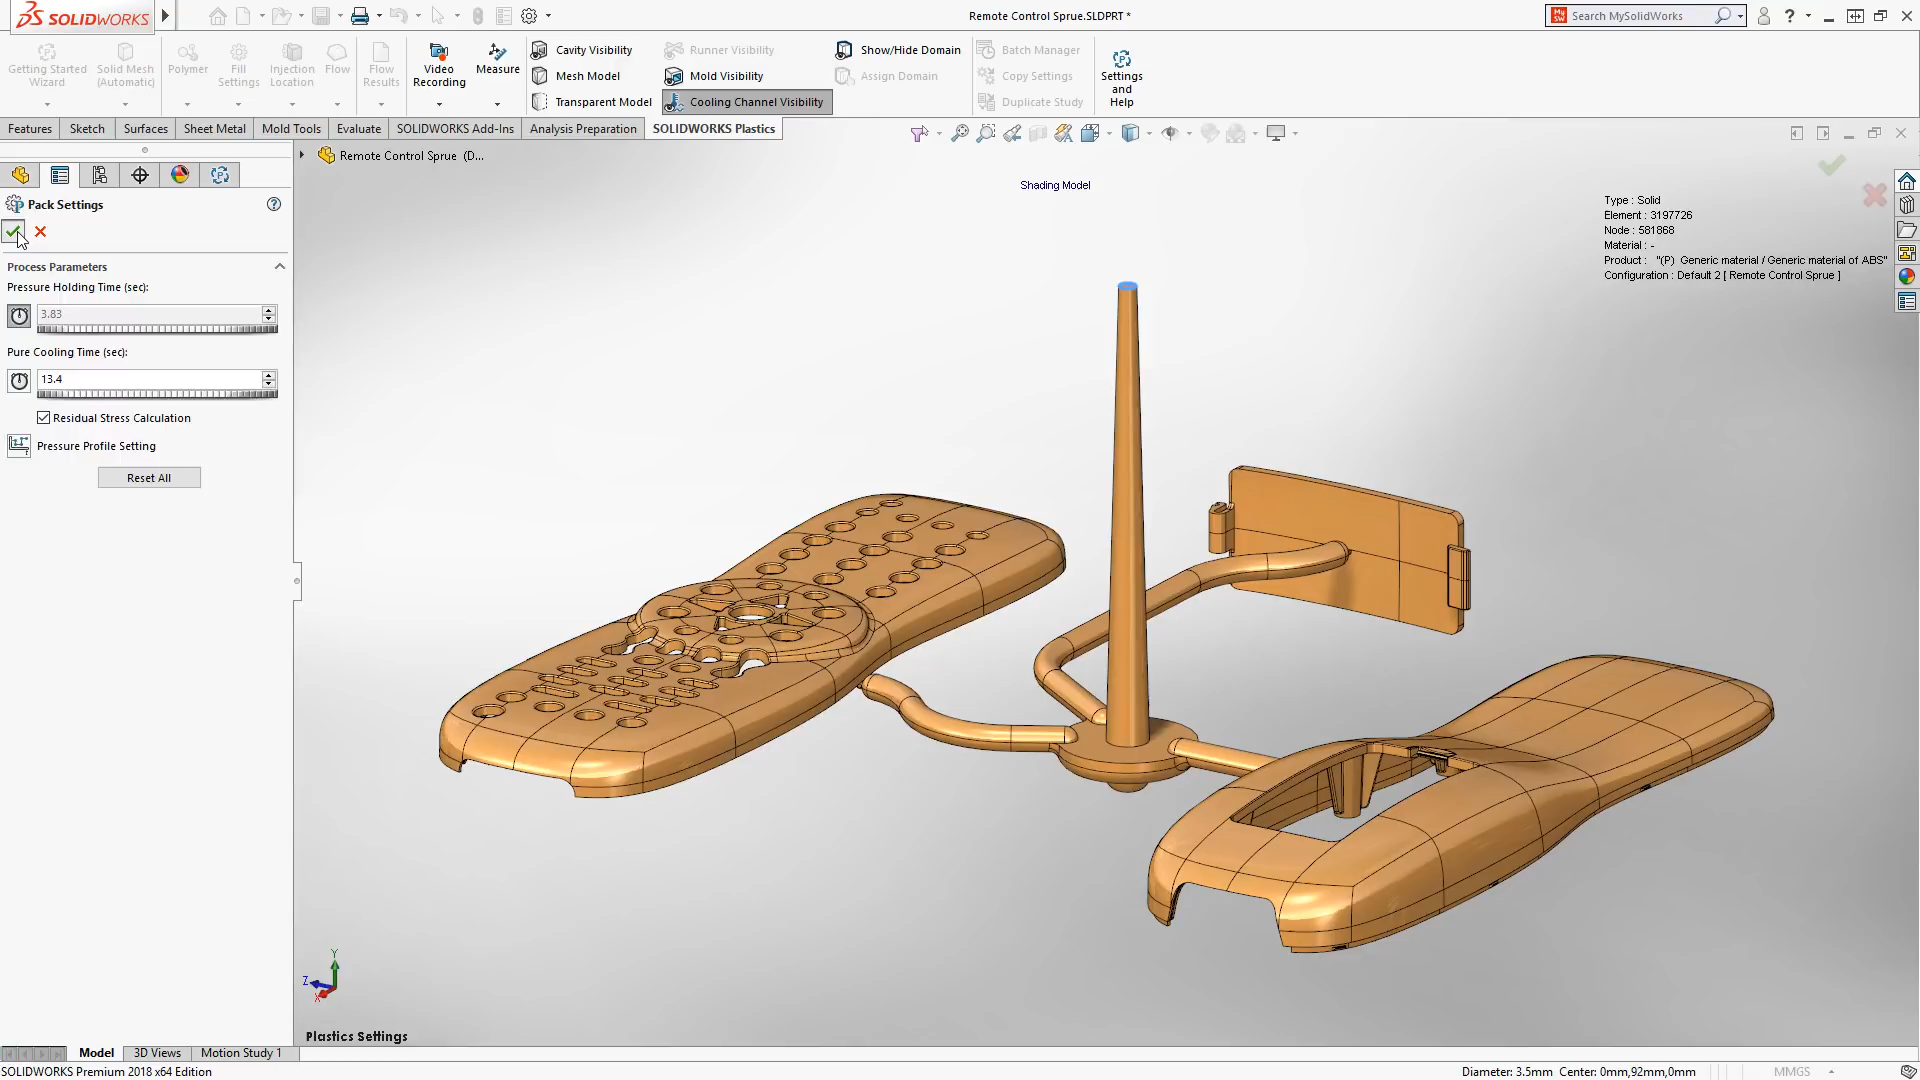 SOLIDWORKS
Remote Control Sprue.SLDPRT *
Search MySolidWorks
Getting Started
Wizard
Solid Mesh
(Automatic)
Polymer
Fill
Settings
Injection
Location
Flow
Flow
Results
Video
Recording
Measure
Cavity Visibility
Mesh Model
Transparent Model
Runner Visibility
Mold Visibility
Cooling Channel Visibility
Show/Hide Domain
Assign Domain
Batch Manager
Copy Settings
Duplicate Study
Settings
and
Help
Features
Sketch
Surfaces
Sheet Metal
Mold Tools
Evaluate
SOLIDWORKS Add-Ins
Analysis Preparation
SOLIDWORKS Plastics
Remote Control Sprue (D...
Shading Model
Type : Solid
Element : 3197726
Node : 581868
Material : -
Product : "(P) Generic material / Generic material of ABS"
Configuration : Default 2 [ Remote Control Sprue ]
Pack Settings
Process Parameters
Pressure Holding Time (sec):
3.83
Pure Cooling Time (sec):
13.4
Residual Stress Calculation
Pressure Profile Setting
Reset All
Y
Z
X
Plastics Settings
Model
3D Views
Motion Study 1
SOLIDWORKS Premium 2018 x64 Edition
Diameter: 3.5mm Center: 0mm,92mm,0mm
MMGS